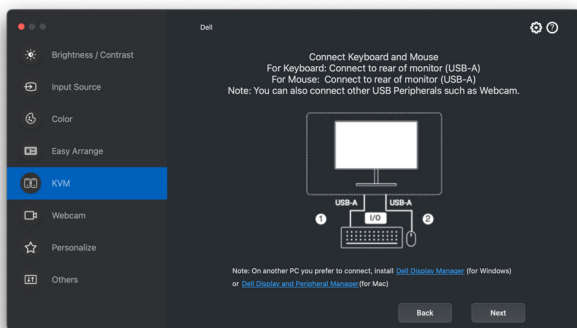 Dell
Brightness / Contrast
Input Source
Color
Easy Arrange
KVM
Webcam
Personalize
Others
Connect Keyboard and Mouse
For Keyboard: Connect to rear of monitor (USB-A)
For Mouse: Connect to rear of monitor (USB-A)
Note: You can also connect other USB Peripherals such as Webcam.
USB-A USB-A
1 I/O 2
Note: On another PC you prefer to connect, install Dell Display Manager (for Windows)
or Dell Display and Peripheral Manager(for Mac)
Back Next